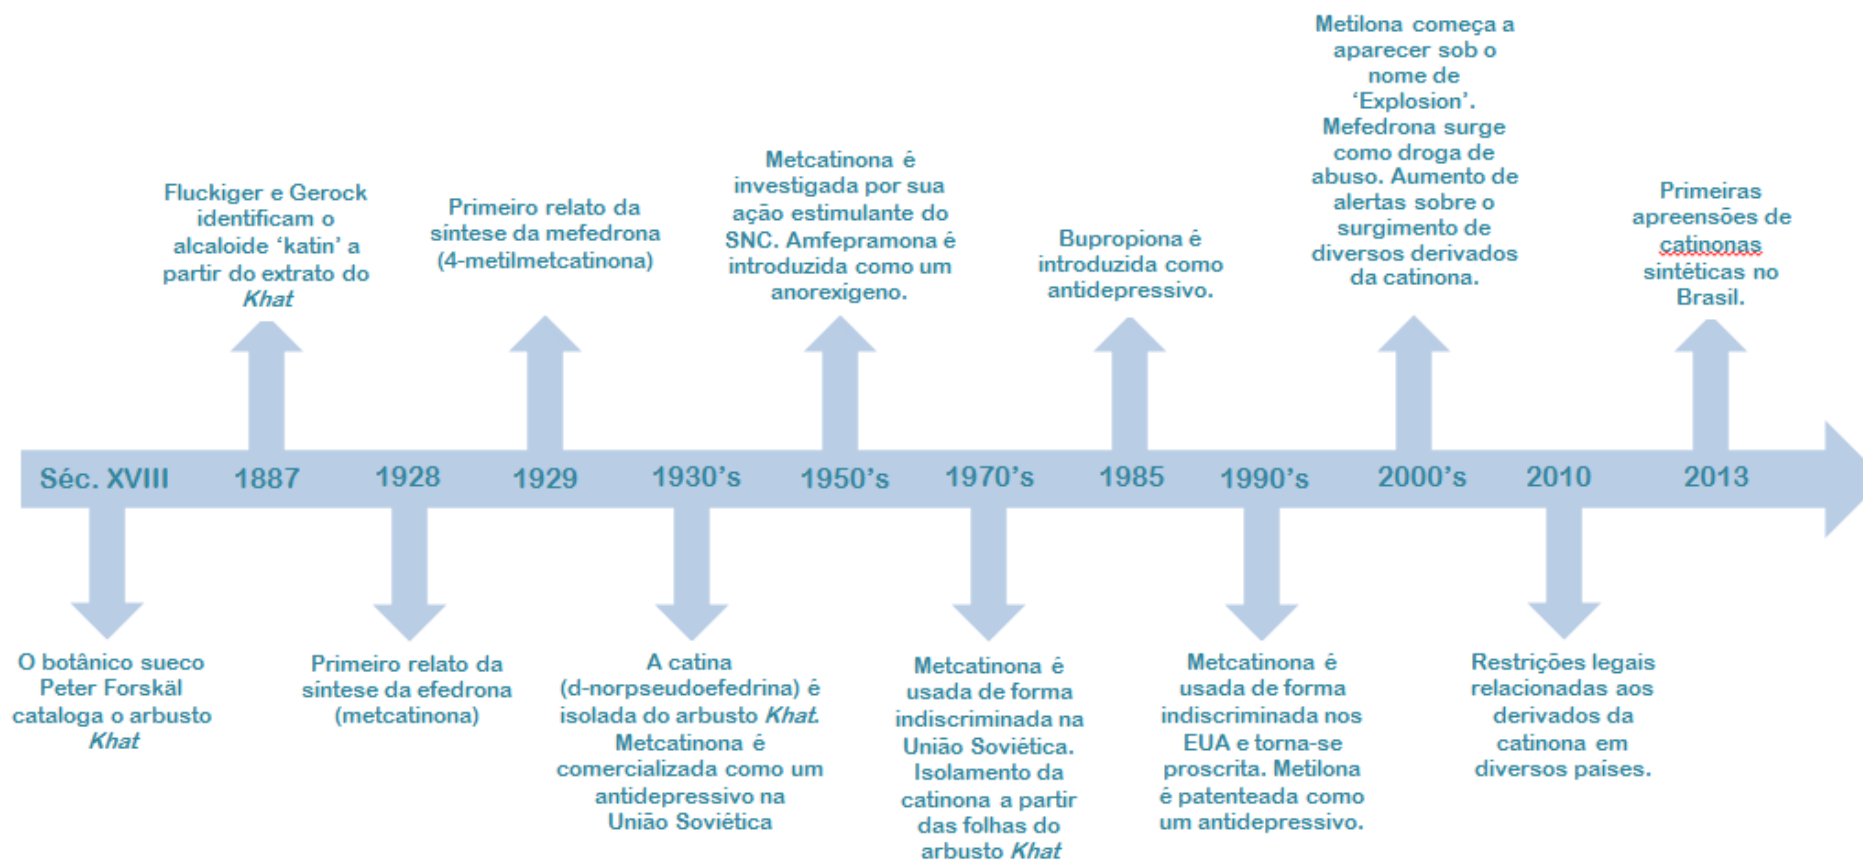 Metilona começa a
aparecer sob o
nome de
‘Explosion’.
Mefedrona surge
como droga de
abuso. Aumento de
alertas sobre o
surgimento de
diversos derivados
da catinona.
Fluckiger e Gerock
identificam o
alcaloide ‘katin’ a
partir do extrato do
Khat
Primeiro relato da
síntese da mefedrona
(4-metilmetcatinona)
Metcatinona é
investigada por sua
ação estimulante do
SNC. Amfepramona é
introduzida como um
anorexígeno.
Bupropiona é
introduzida como
antidepressivo.
Primeiras
apreensões de
catinonas
sintéticas no
Brasil.
Séc. XVIII 1887 1928 1929 1930’s 1950’s 1970’s 1985 1990’s 2000’s 2010 2013
O botânico sueco
Peter Forskäl
cataloga o arbusto
Khat
Primeiro relato da
síntese da efedrona
(metcatinona)
A catina
(d-norpseudoefedrina) é
isolada do arbusto Khat.
Metcatinona é
comercializada como um
antidepressivo na
União Soviética
Metcatinona é
usada de forma
indiscriminada na
União Soviética.
Isolamento da
catinona a partir
das folhas do
arbusto Khat
Metcatinona é
usada de forma
indiscriminada nos
EUA e torna-se
proscrita. Metilona
é patenteada como
um antidepressivo.
Restrições legais
relacionadas aos
derivados da
catinona em
diversos países.